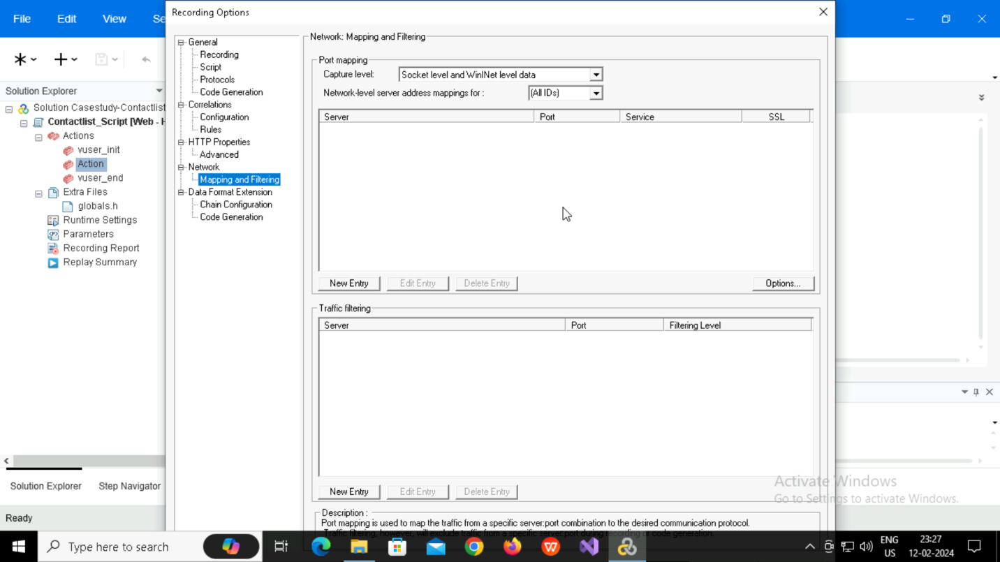 File
Edit
View
Se
Recording Options
Solution Explorer
Solution Casestudy-Contactlist
Contactlist_Script [Web - H
Actions
vuser_init
Action
vuser_end
Extra Files
globals.h
Runtime Settings
Parameters
Recording Report
Replay Summary
Solution Explorer
Step Navigator
Ready
General
Recording
Script
Protocols
Code Generation
Correlations
Configuration
Rules
HTTP Properties
Advanced
Network
Mapping and Filtering
Data Format Extension
Chain Configuration
Code Generation
Network: Mapping and Filtering
Port mapping
Capture level: Socket level and WinINet level data
Network-level server address mappings for : (All IDs)
Server Port Service SSL
New Entry Edit Entry Delete Entry Options...
Traffic filtering
Server Port Filtering Level
New Entry Edit Entry Delete Entry
Description :
Port mapping is used to map the traffic from a specific server:port combination to the desired communication protocol.
Traffic filtering, however, will exclude traffic from a specific server:port during recording or code generation.
Activate Windows
Go to Settings to activate Windows.
Type here to search
ENG
US
23:27
12-02-2024